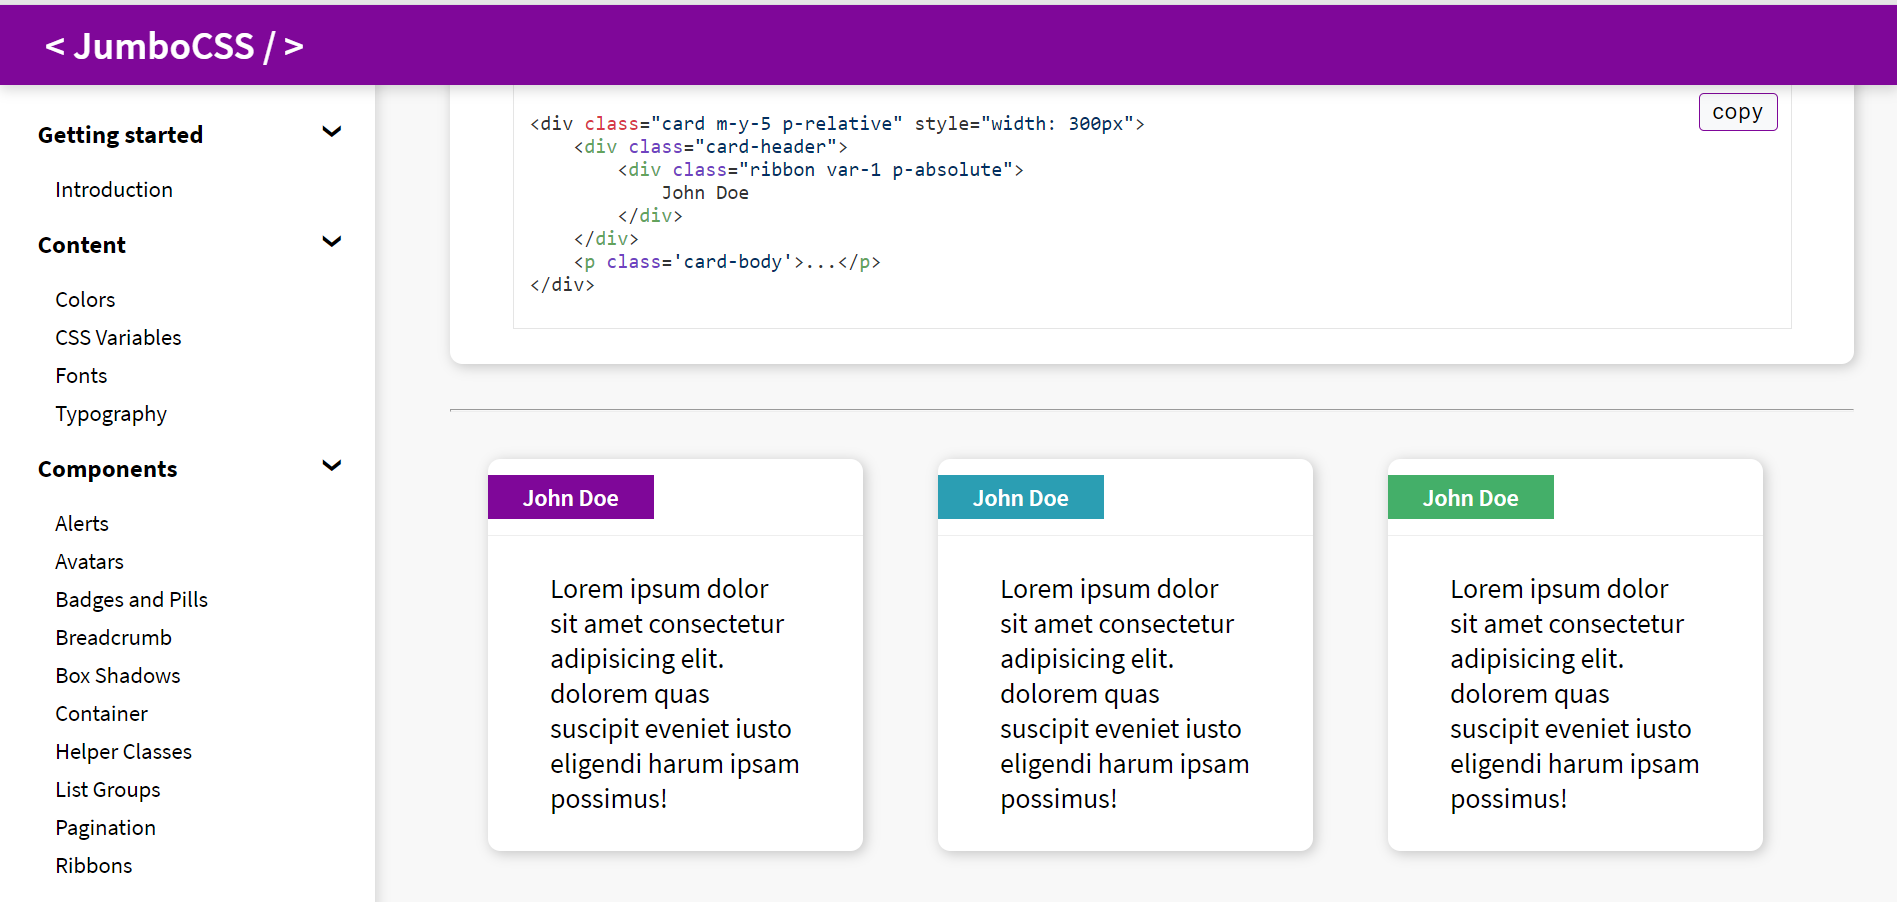 < JumboCSS / >
Getting started
Introduction
Content
Colors
CSS Variables
Fonts
Typography
Components
Alerts
Avatars
Badges and Pills
Breadcrumb
Box Shadows
Container
Helper Classes
List Groups
Pagination
Ribbons
copy
<div class="card m-y-5 p-relative" style="width: 300px">
    <div class="card-header">
        <div class="ribbon var-1 p-absolute">
            John Doe
        </div>
    </div>
    <p class='card-body'>...</p>
</div>
John Doe
Lorem ipsum dolor
sit amet consectetur
adipisicing elit.
dolorem quas
suscipit eveniet iusto
eligendi harum ipsam
possimus!
John Doe
Lorem ipsum dolor
sit amet consectetur
adipisicing elit.
dolorem quas
suscipit eveniet iusto
eligendi harum ipsam
possimus!
John Doe
Lorem ipsum dolor
sit amet consectetur
adipisicing elit.
dolorem quas
suscipit eveniet iusto
eligendi harum ipsam
possimus!